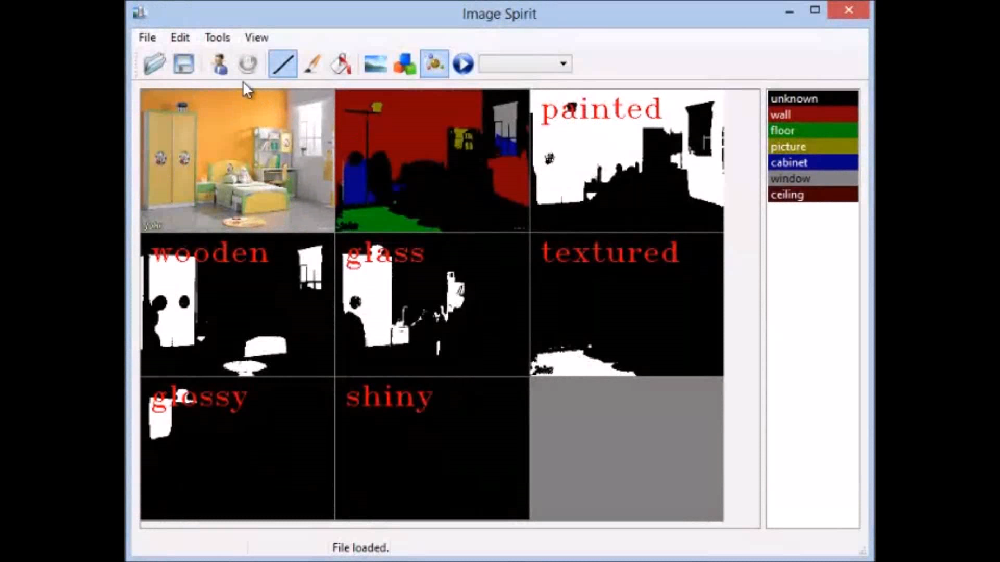 Image Spirit
File Edit Tools View
painted
wooden
glass
textured
glossy
shiny
unknown
wall
floor
picture
cabinet
window
ceiling
File loaded.